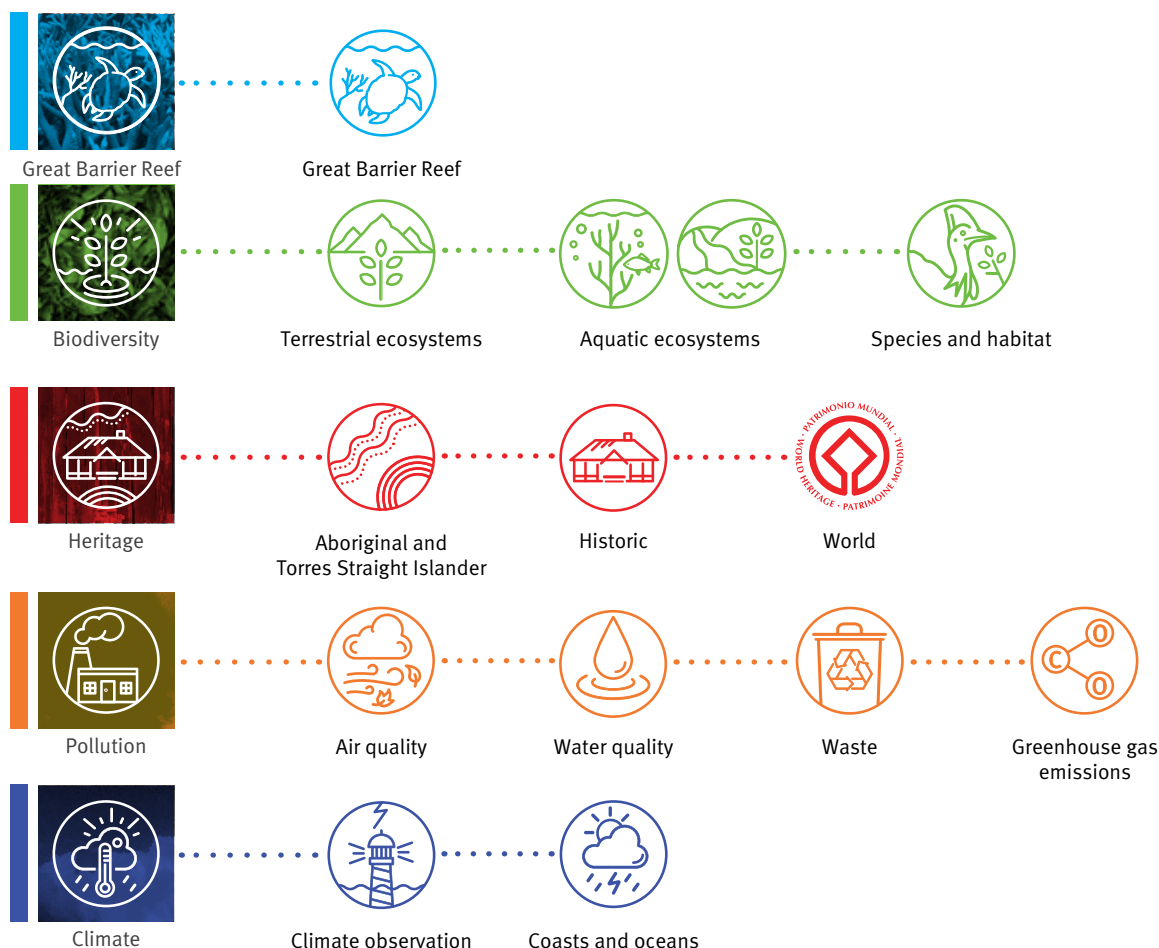 Great Barrier Reef
Great Barrier Reef
Biodiversity
Terrestrial ecosystems
Aquatic ecosystems
Species and habitat
Heritage
Aboriginal and
Torres Straight Islander
Historic
WORLD HERITAGE · PATRIMOINE MONDIAL · PATRIMONIO MUNDIAL ·
World
C
O
O
Pollution
Air quality
Water quality
Waste
Greenhouse gas
emissions
Climate
Climate observation
Coasts and oceans